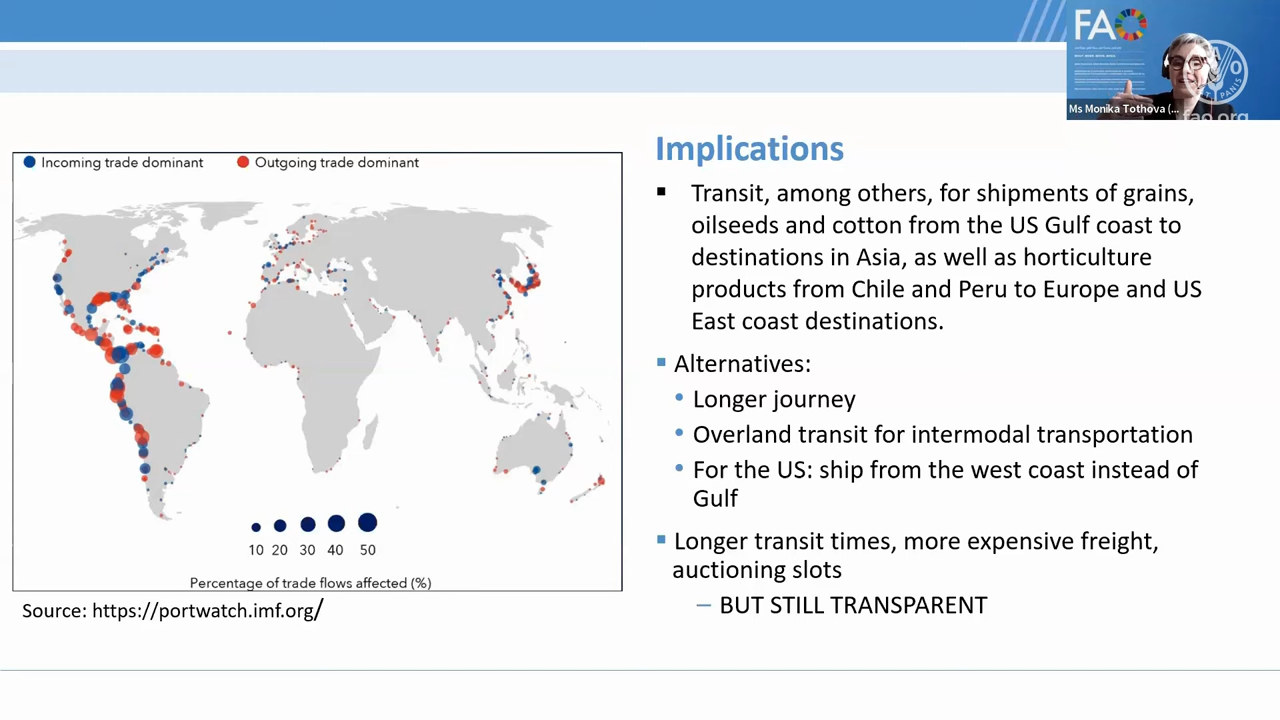 FAO
Ms Monika Tothova (...
fao.org
Implications
Incoming trade dominant
Outgoing trade dominant
10 20 30 40 50
Percentage of trade flows affected (%)
Source: https://portwatch.imf.org/
▪ Transit, among others, for shipments of grains,
oilseeds and cotton from the US Gulf coast to
destinations in Asia, as well as horticulture
products from Chile and Peru to Europe and US
East coast destinations.
▪ Alternatives:
• Longer journey
• Overland transit for intermodal transportation
• For the US: ship from the west coast instead of
Gulf
▪ Longer transit times, more expensive freight,
auctioning slots
– BUT STILL TRANSPARENT